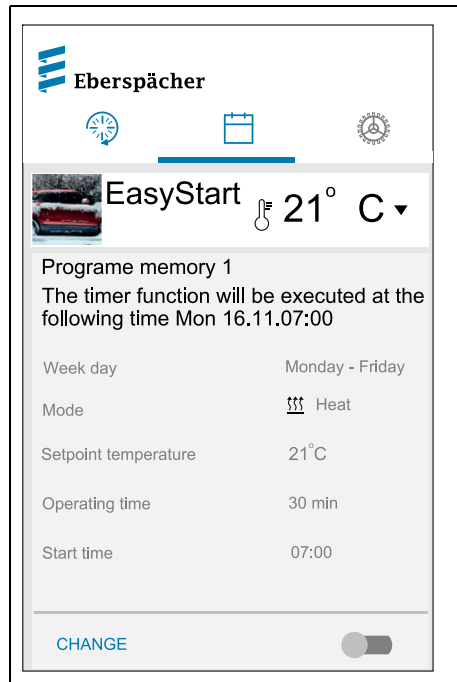 Eberspächer
EasyStart 21° C
Programe memory 1
The timer function will be executed at the
following time Mon 16.11.07:00
Week day Monday - Friday
Mode Heat
Setpoint temperature 21°C
Operating time 30 min
Start time 07:00
CHANGE